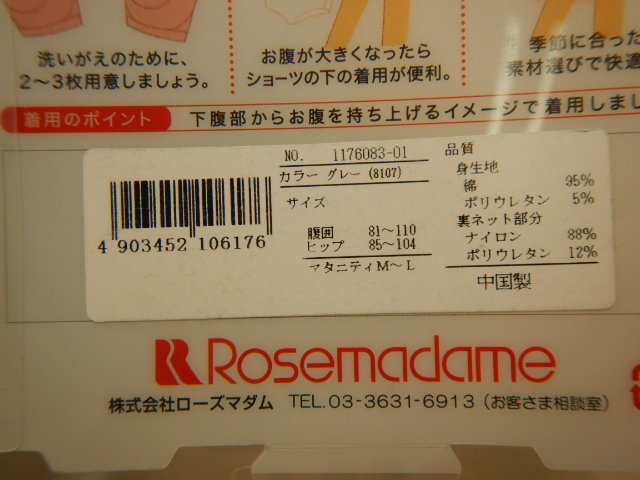 洗いがえのために、
2～3枚用意しましょう。
お腹が大きくなったら
ショーツの下の着用が便利。
季節に合った
素材選びで快適
着用のポイント
下腹部からお腹を持ち上げるイメージで着用しまし
4 903452 106176
NO. 1176083-01
カラー グレー (8107)
サイズ
腹囲 81～110
ヒップ 85～104
マタニティM～L
品質
身生地
綿 95%
ポリウレタン 5%
裏ネット部分
ナイロン 88%
ポリウレタン 12%
中国製
Rosemadame
株式会社ローズマダム TEL.03-3631-6913 (お客さま相談室)